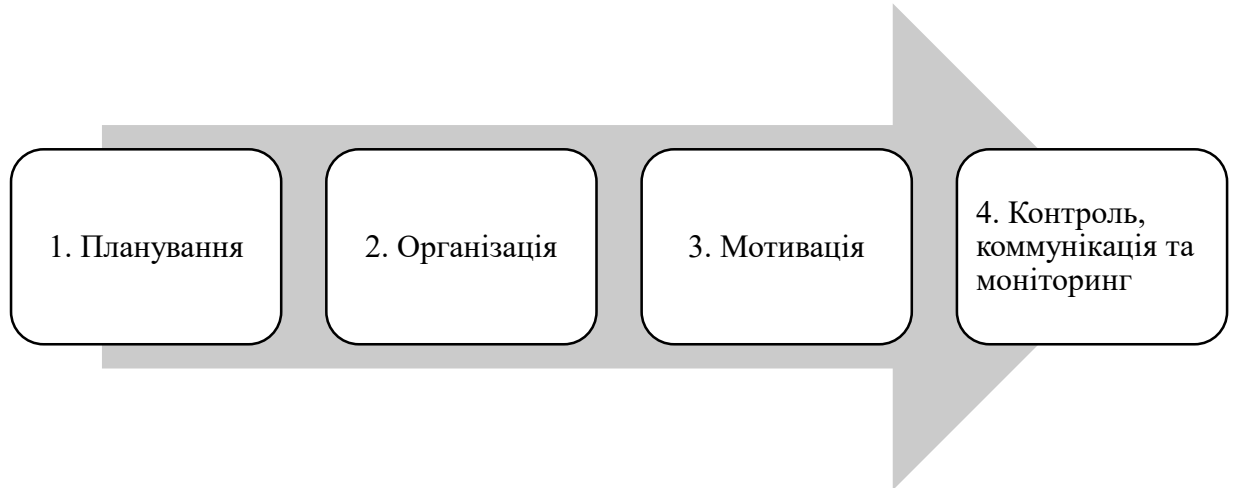 1. Планування
2. Організація
3. Мотивація
4. Контроль,
коммунікація та
моніторинг